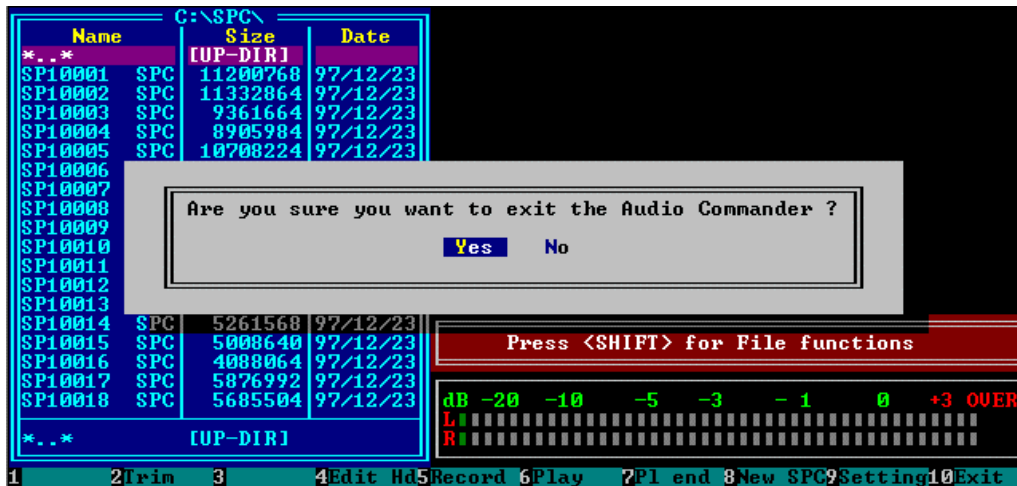 C:\SPC\
Name Size Date
*..* [UP-DIR]
SP10001 SPC 11200768 97/12/23
SP10002 SPC 11332864 97/12/23
SP10003 SPC 9361664 97/12/23
SP10004 SPC 8905984 97/12/23
SP10005 SPC 10708224 97/12/23
SP10006
SP10007
SP10008
SP10009
SP10010
SP10011
SP10012
SP10013
SP10014 SPC 5261568 97/12/23
SP10015 SPC 5008640 97/12/23
SP10016 SPC 4088064 97/12/23
SP10017 SPC 5876992 97/12/23
SP10018 SPC 5685504 97/12/23
*..* [UP-DIR]
Are you sure you want to exit the Audio Commander ?
Yes No
Press <SHIFT> for File functions
dB -20 -10 -5 -3 - 1 0 +3 OVER
L
R
1 2Trim 3 4Edit Hd5Record 6Play 7Pl end 8New SPC9Setting10Exit